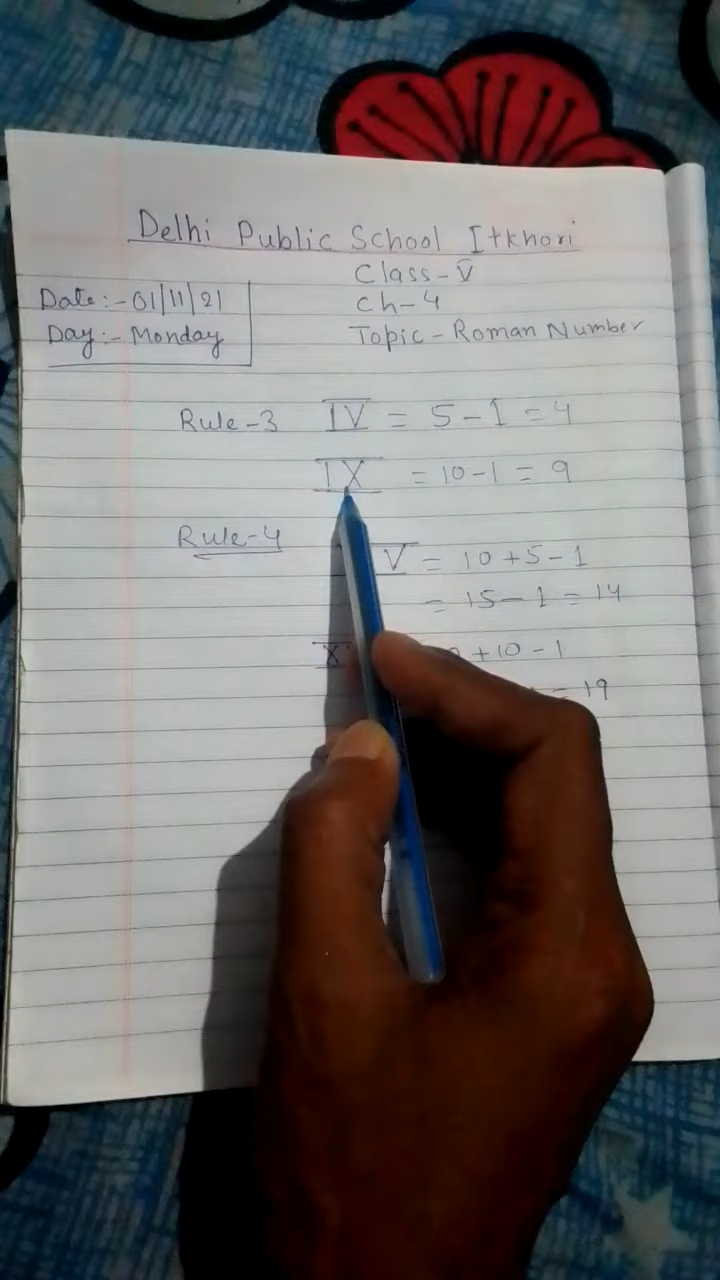 Delhi Public School Itkhori
Class-V
Date:-01/11/21
Ch-4
Day:- Monday
Topic-Roman Number
Rule-3 IV = 5-1=4
IX = 10-1 = 9
Rule-4
V = 10+5-1
= 15-1=14
X +10-1
= 19